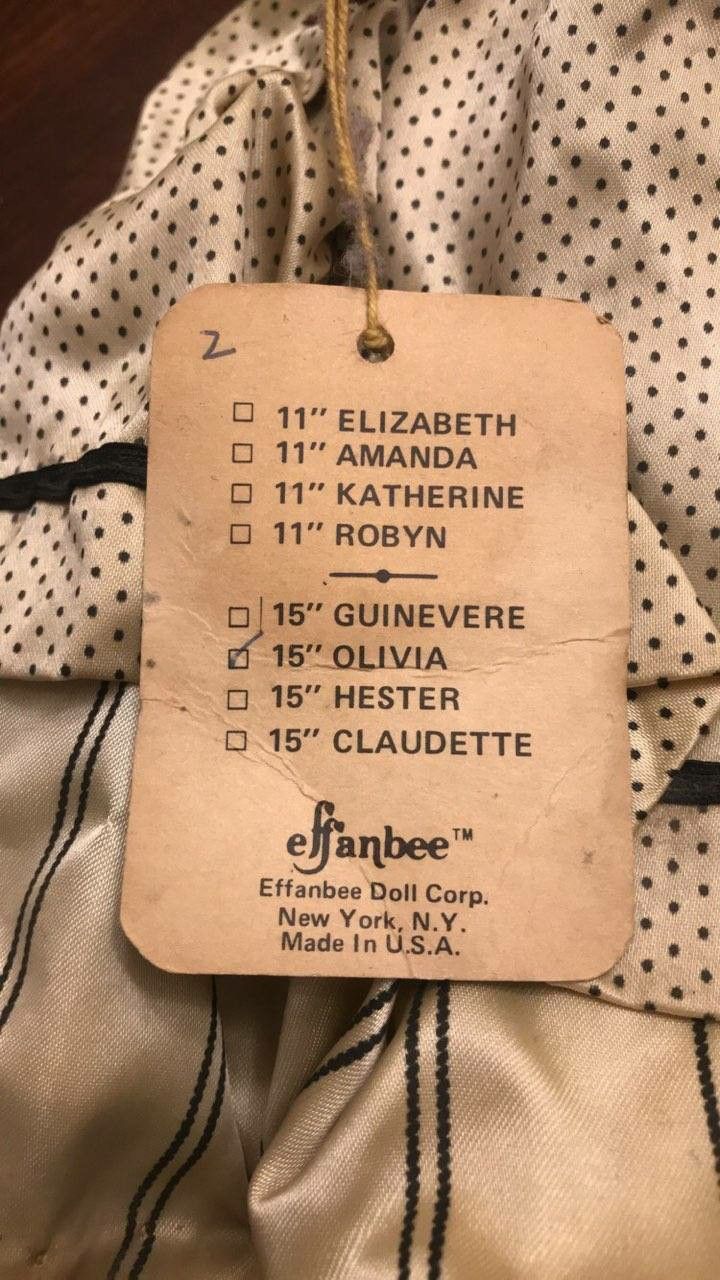 2
11" ELIZABETH
11" AMANDA
11" KATHERINE
11" ROBYN
15" GUINEVERE
15" OLIVIA
15" HESTER
15" CLAUDETTE
effanbee™
Effanbee Doll Corp.
New York, N.Y.
Made In U.S.A.